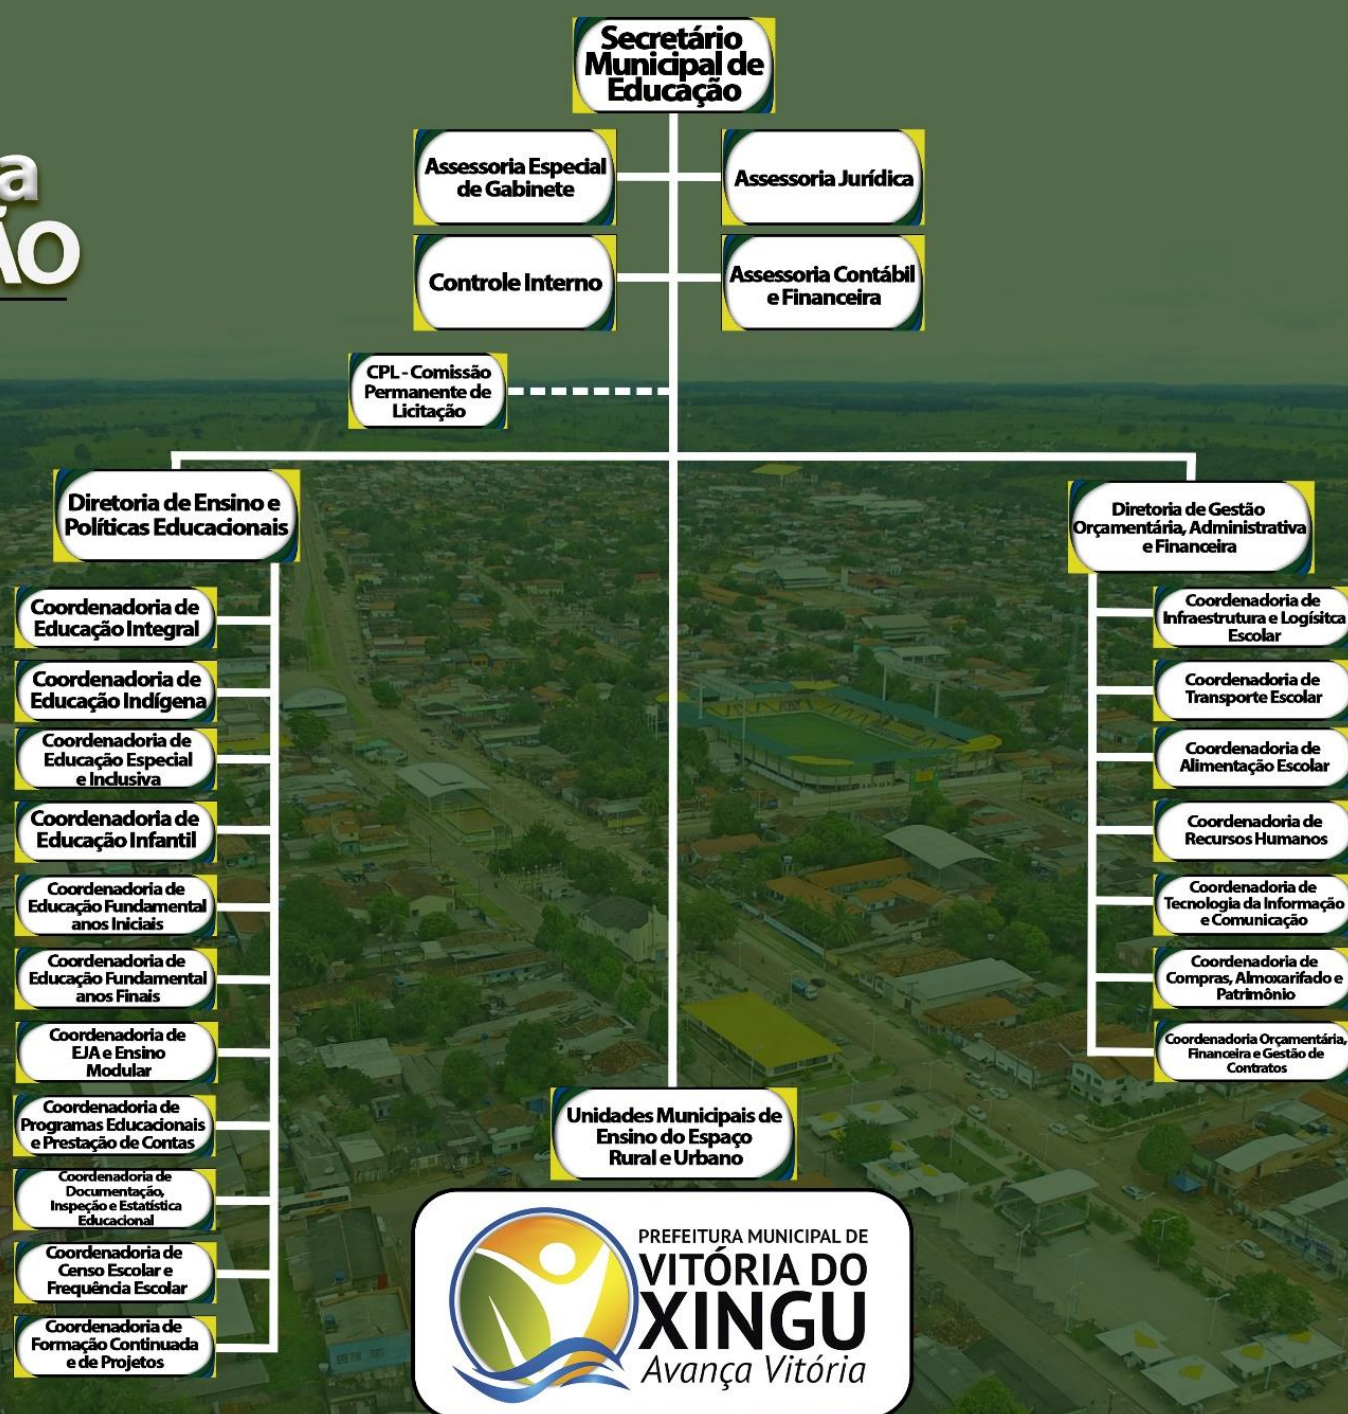 Secretário
Municipal de
Educação
Assessoria Especial
de Gabinete
Assessoria Jurídica
Controle Interno
Assessoria Contábil
e Financeira
CPL - Comissão
Permanente de
Licitação
Diretoria de Ensino e
Políticas Educacionais
Coordenadoria de
Educação Integral
Coordenadoria de
Educação Indígena
Coordenadoria de
Educação Especial
e Inclusiva
Coordenadoria de
Educação Infantil
Coordenadoria de
Educação Fundamental
anos Iniciais
Coordenadoria de
Educação Fundamental
anos Finais
Coordenadoria de
EJA e Ensino
Modular
Coordenadoria de
Programas Educacionais
e Prestação de Contas
Coordenadoria de
Documentação,
Inspeção e Estatística
Educacional
Coordenadoria de
Censo Escolar e
Frequência Escolar
Coordenadoria de
Formação Continuada
e de Projetos
Diretoria de Gestão
Orçamentária, Administrativa
e Financeira
Coordenadoria de
Infraestrutura e Logísitca
Escolar
Coordenadoria de
Transporte Escolar
Coordenadoria de
Alimentação Escolar
Coordenadoria de
Recursos Humanos
Coordenadoria de
Tecnologia da Informação
e Comunicação
Coordenadoria de
Compras, Almoxarifado e
Patrimônio
Coordenadoria Orçamentária,
Financeira e Gestão de
Contratos
Unidades Municipais de
Ensino do Espaço
Rural e Urbano
PREFEITURA MUNICIPAL DE
VITÓRIA DO
XINGU
Avança Vitória